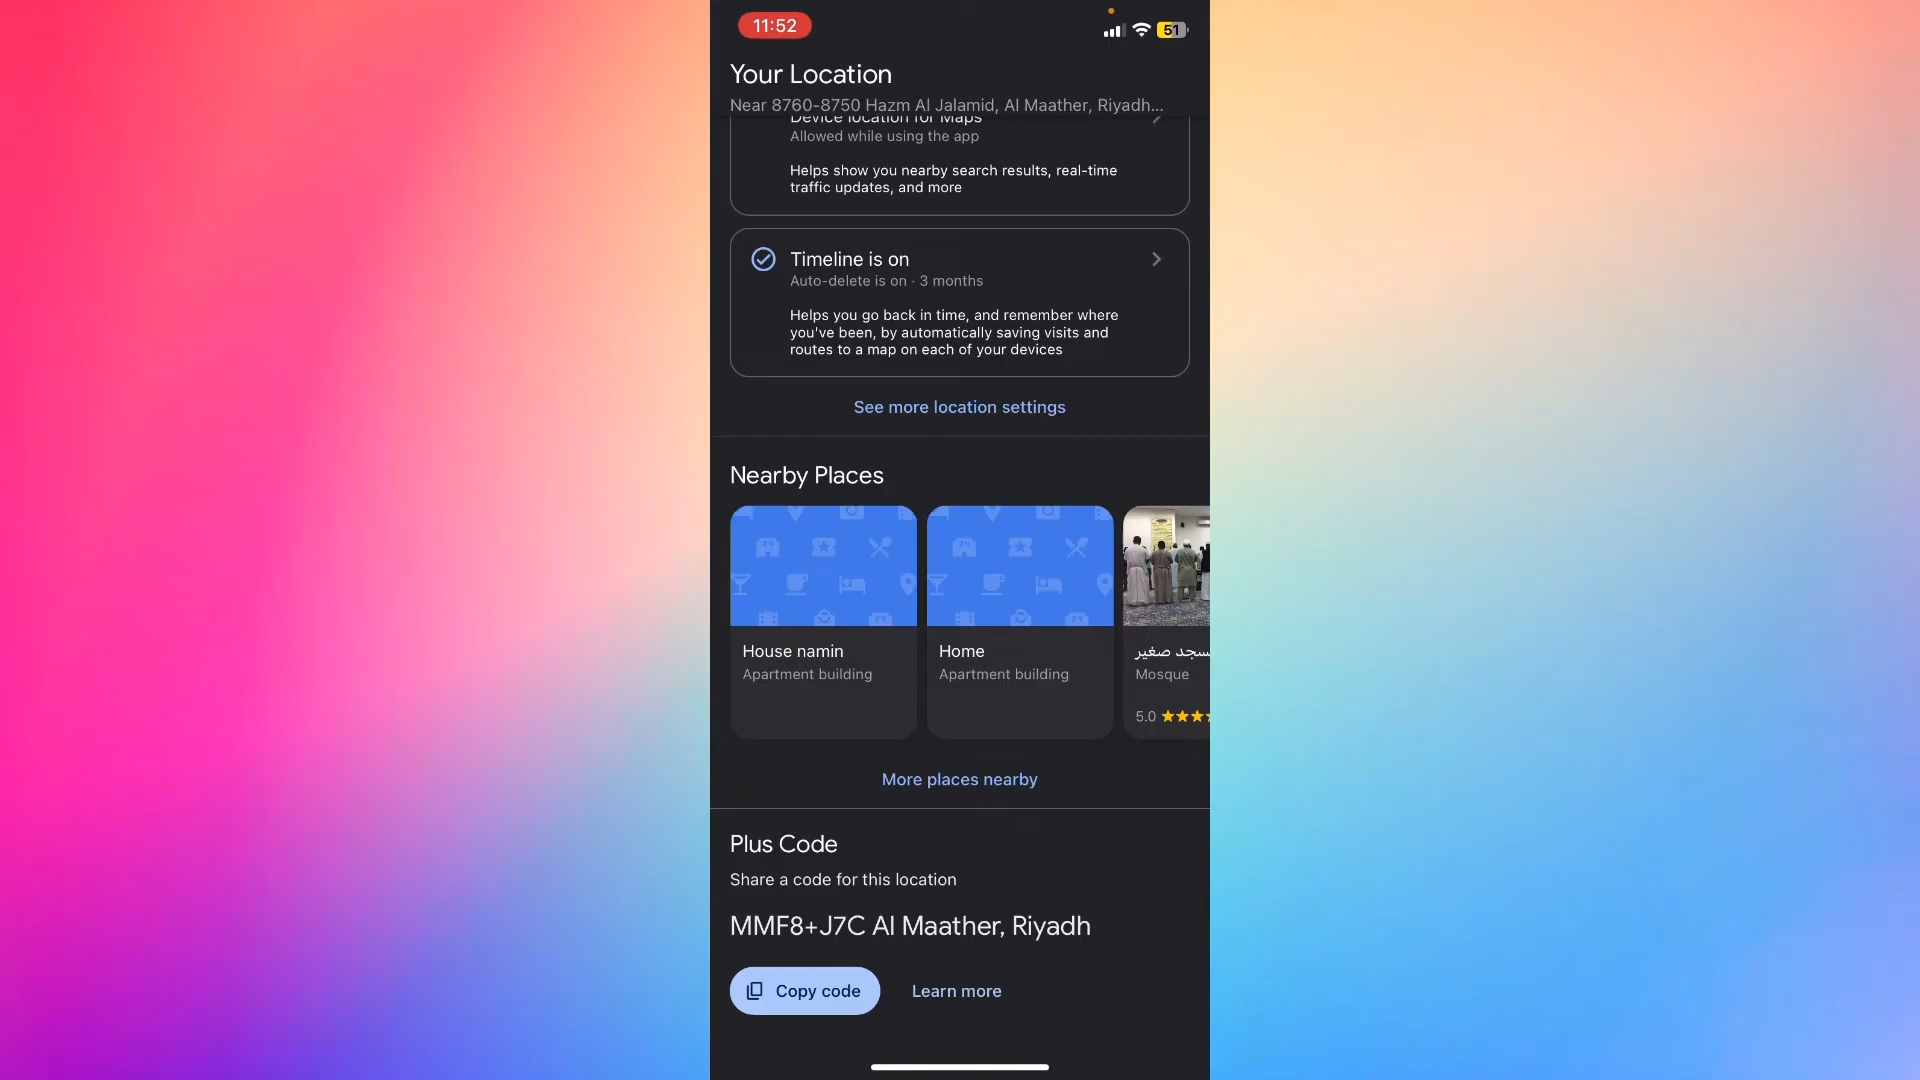 11:52
51
Your Location
Near 8760-8750 Hazm Al Jalamid, Al Maather, Riyadh...
Device location for Maps
Allowed while using the app
Helps show you nearby search results, real-time
traffic updates, and more
Timeline is on
Auto-delete is on · 3 months
Helps you go back in time, and remember where
you've been, by automatically saving visits and
routes to a map on each of your devices
See more location settings
Nearby Places
House namin
Apartment building
Home
Apartment building
صغير
Mosque
5.0
More places nearby
Plus Code
Share a code for this location
MMF8+J7C Al Maather, Riyadh
Copy code
Learn more